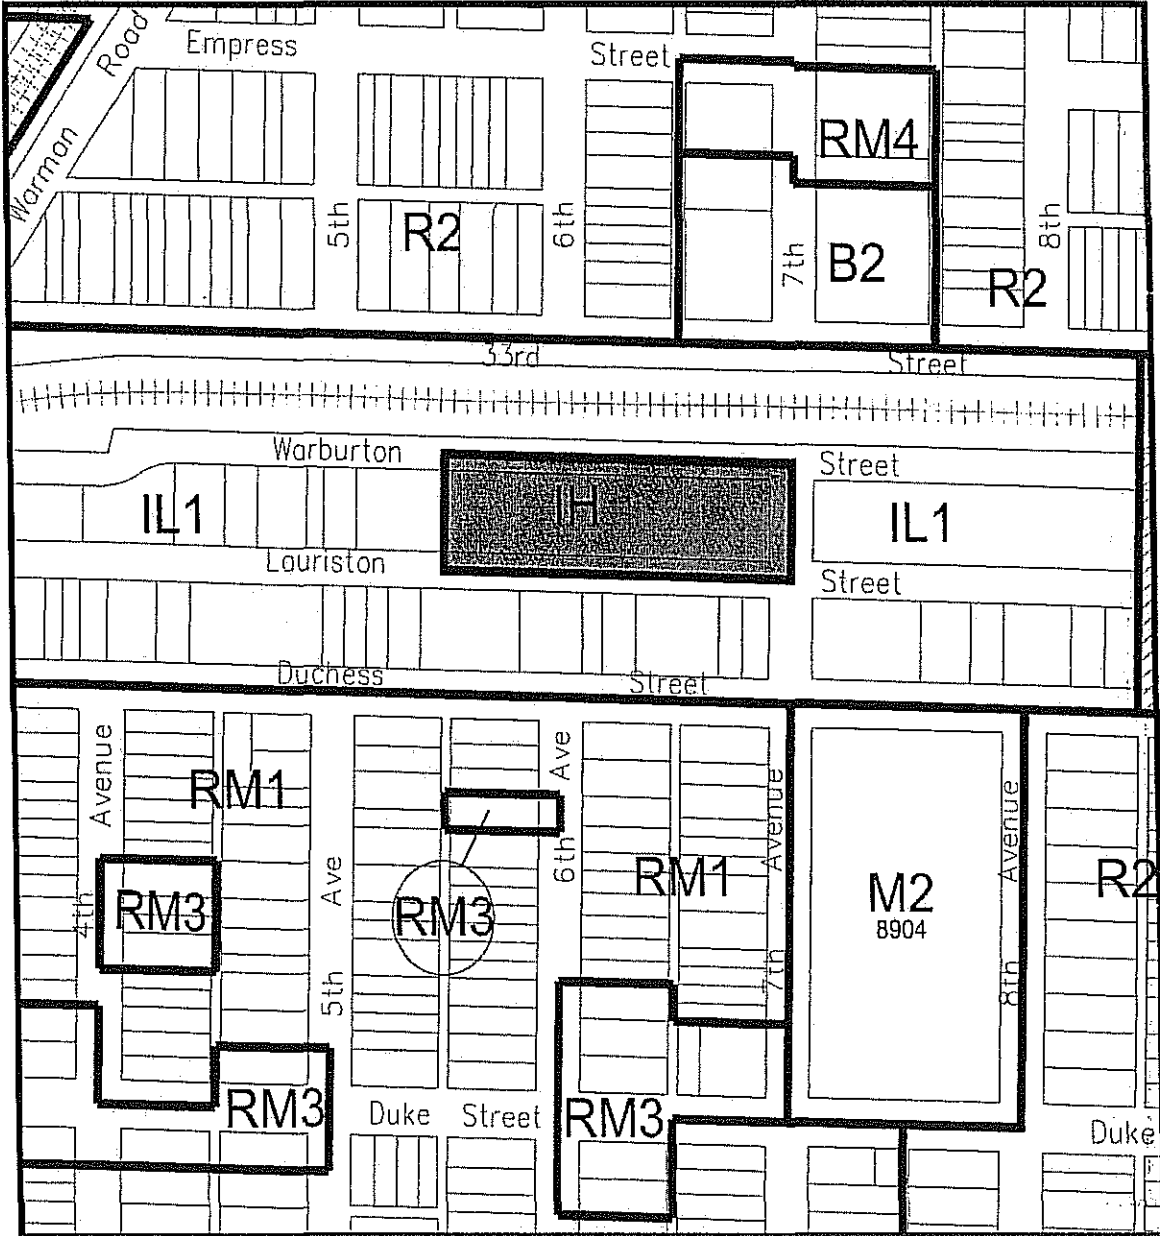 Empress Street
Road
Warman
RM4
5th
R2
6th
7th
B2
8th
R2
33rd Street
Warburton Street
IL1
IH
IL1
Lauriston Street
Duchess Street
Avenue
RM1
6th Ave
Avenue
Avenue
4th
RM3
5th Ave
RM3
RM1
7th
M2
8904
8th
R2
RM3
Duke Street
RM3
Duke